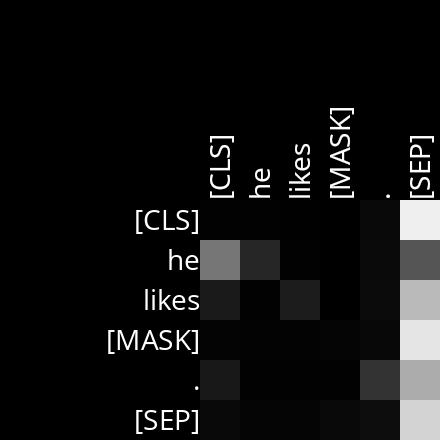 [CLS]
he
likes
[MASK]
.
[SEP]
[CLS]
he
likes
[MASK]
.
[SEP]